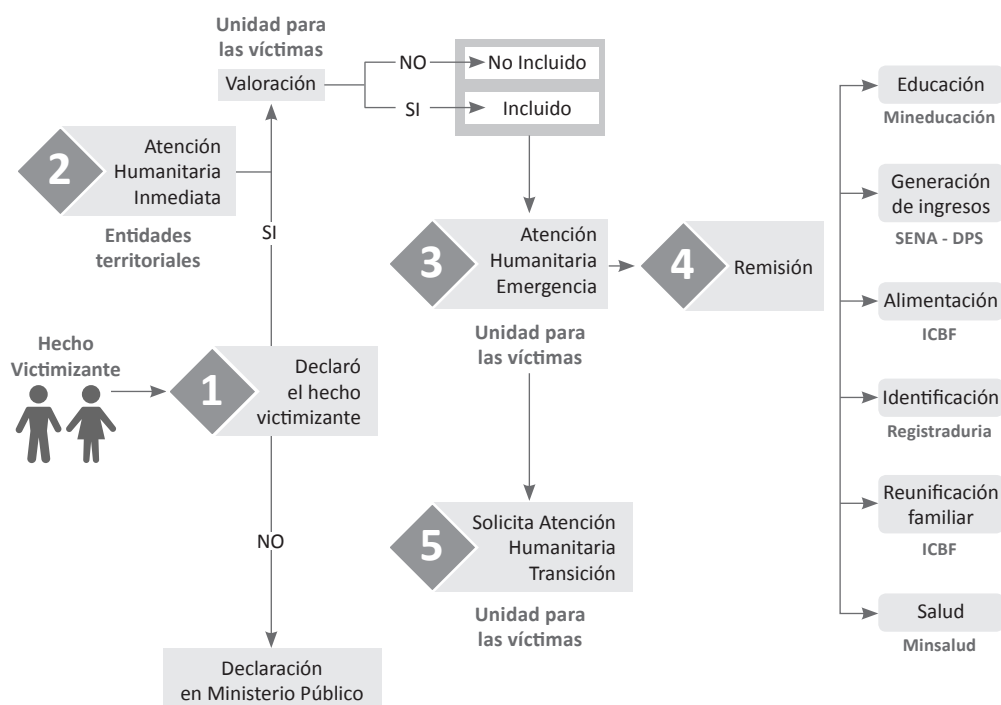 Unidad para
las víctimas
Valoración
NO
No Incluido
SI
Incluido
2
Atención
Humanitaria
Inmediata
Entidades
territoriales
SI
Hecho
Victimizante
1
Declaró
el hecho
victimizante
NO
Declaración
en Ministerio Público
3
Atención
Humanitaria
Emergencia
Unidad para
las víctimas
4
Remisión
5
Solicita Atención
Humanitaria
Transición
Unidad para
las víctimas
Educación
Mineducación
Generación
de ingresos
SENA - DPS
Alimentación
ICBF
Identificación
Registraduria
Reunificación
familiar
ICBF
Salud
Minsalud